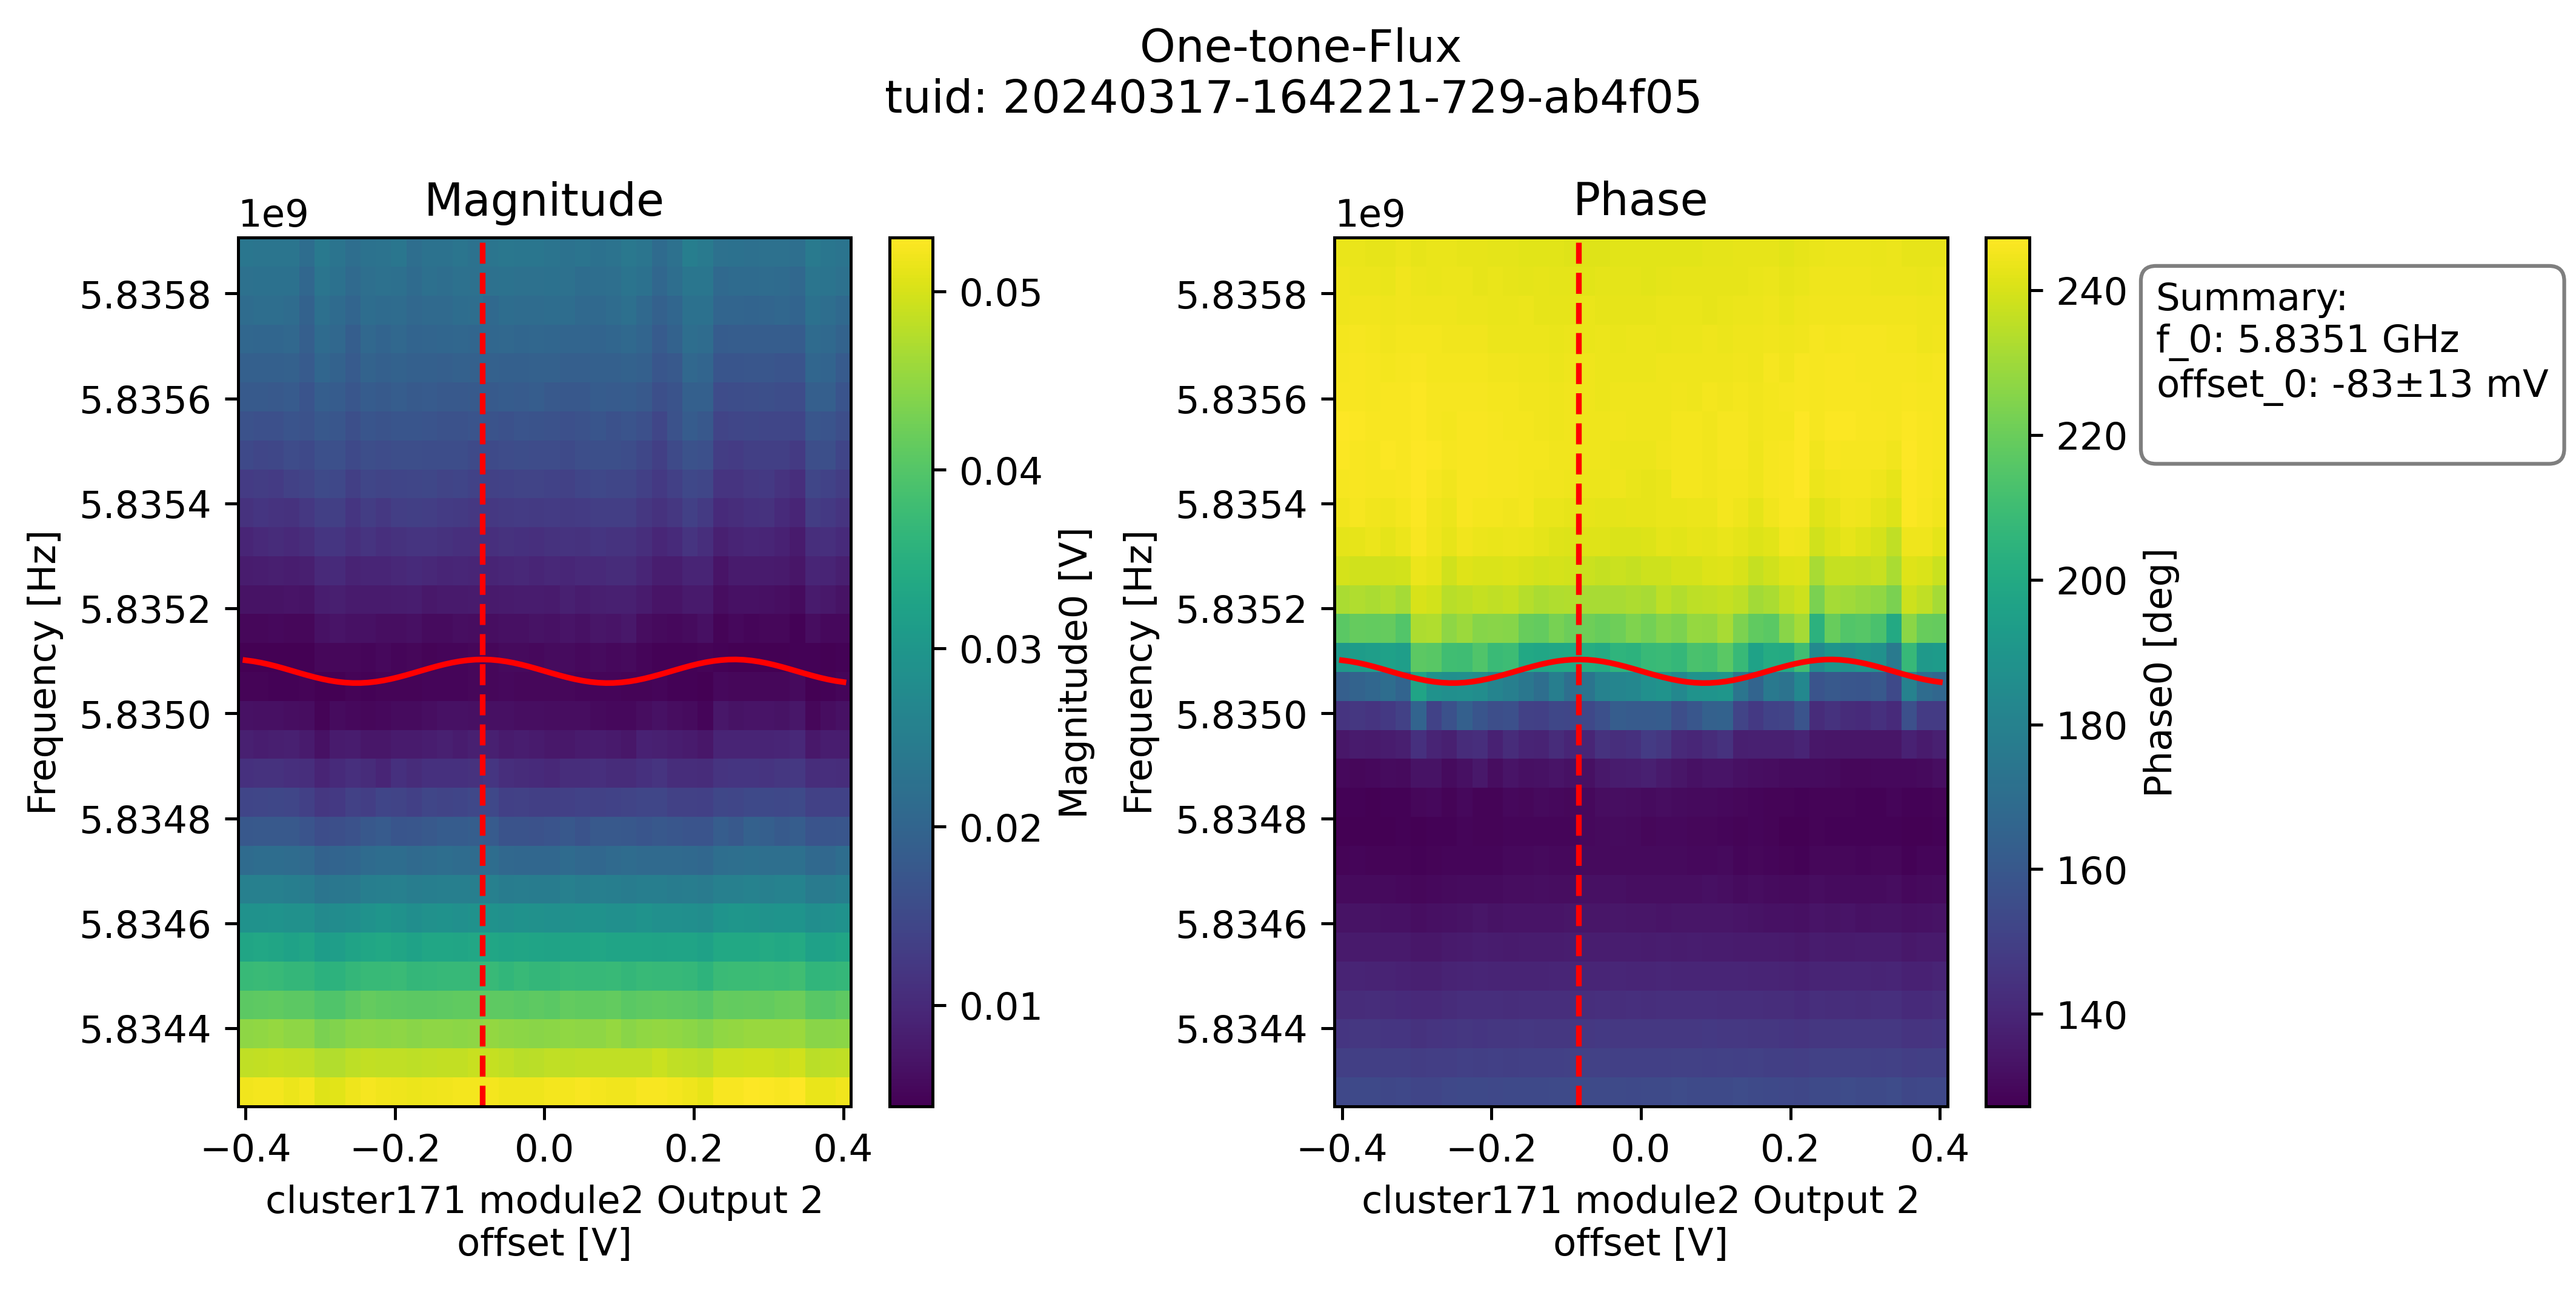 One-tone-Flux
tuid: 20240317-164221-729-ab4f05
Magnitude
1e9
5.8358
5.8356
5.8354
5.8352
5.8350
5.8348
5.8346
5.8344
Frequency [Hz]
−0.4
−0.2
0.0
0.2
0.4
cluster171 module2 Output 2
offset [V]
0.05
0.04
0.03
0.02
0.01
Magnitude0 [V]
Phase
1e9
5.8358
5.8356
5.8354
5.8352
5.8350
5.8348
5.8346
5.8344
Frequency [Hz]
−0.4
−0.2
0.0
0.2
0.4
cluster171 module2 Output 2
offset [V]
240
220
200
180
160
140
Phase0 [deg]
Summary:
f_0: 5.8351 GHz
offset_0: -83±13 mV